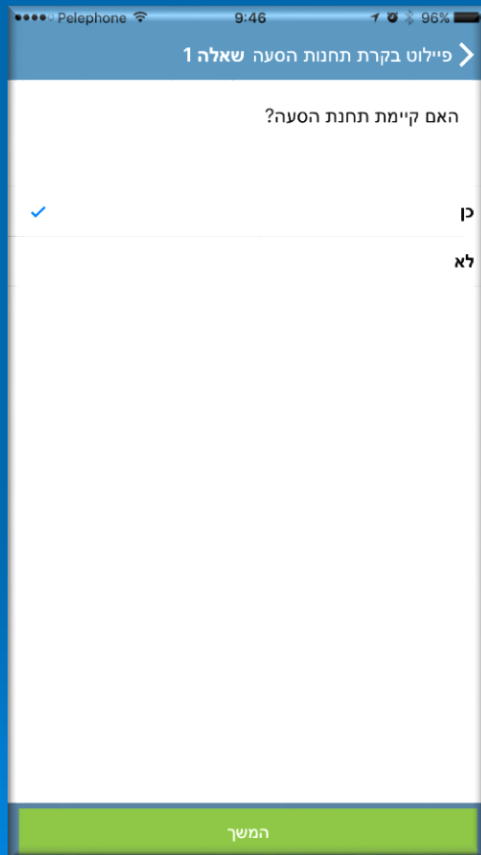 Pelephone 9:46 96%
פיילוט בקרת תחנות הסעה שאלה 1
האם קיימת תחנת הסעה?
כן
לא
המשך